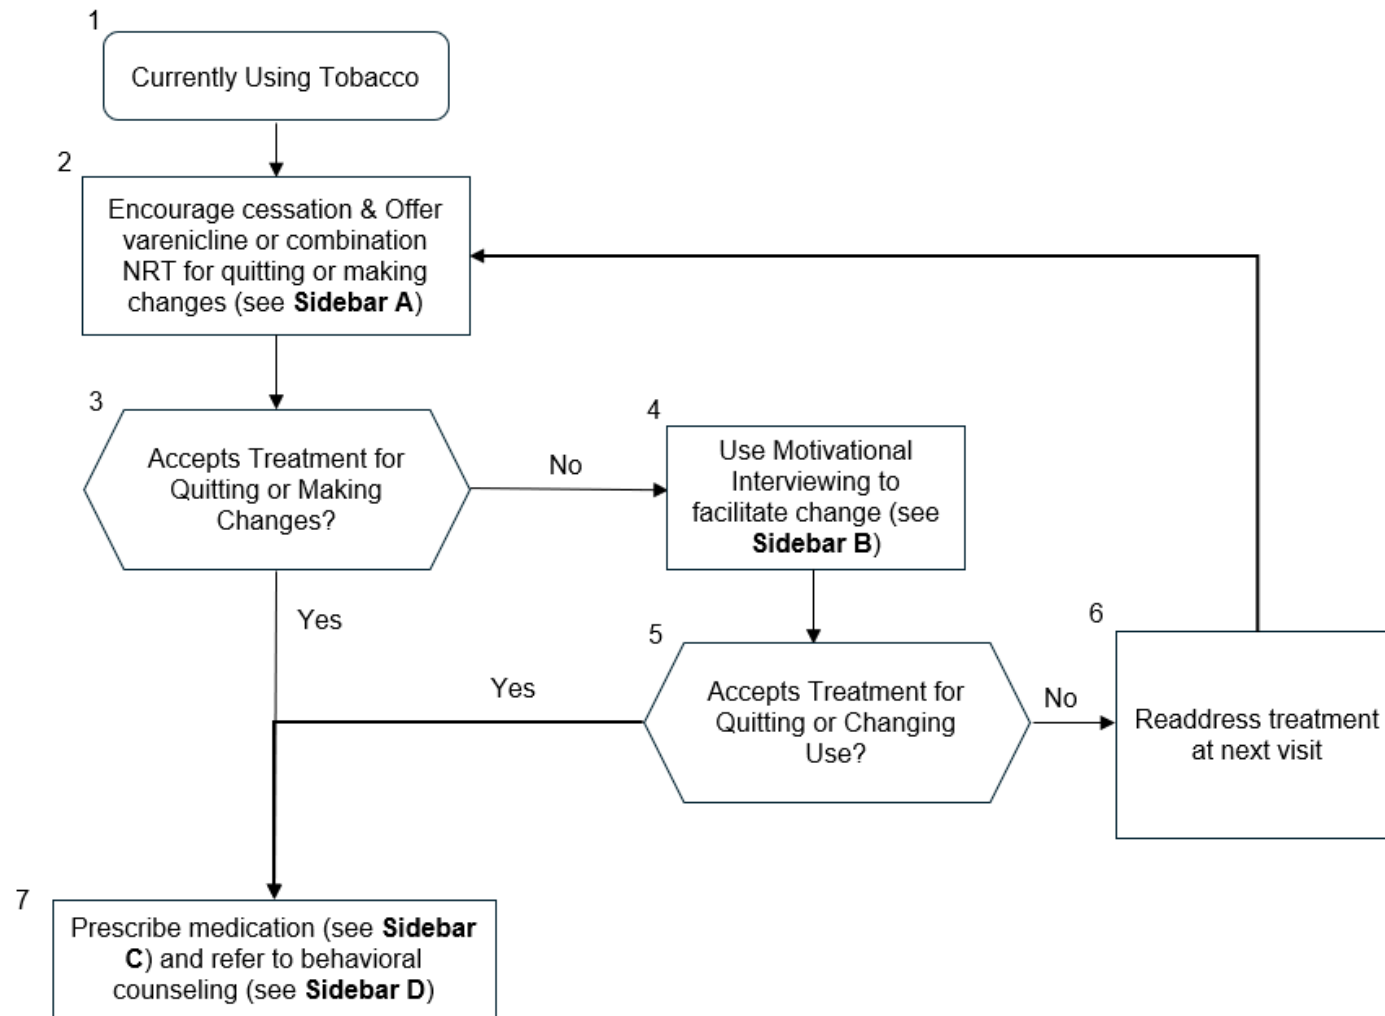 1
Currently Using Tobacco
2
Encourage cessation & Offer
varenicline or combination
NRT for quitting or making
changes (see Sidebar A)
3
Accepts Treatment for
Quitting or Making
Changes?
No
4
Use Motivational
Interviewing to
facilitate change (see
Sidebar B)
Yes
5
Accepts Treatment for
Quitting or Changing
Use?
Yes
No
6
Readdress treatment
at next visit
7
Prescribe medication (see Sidebar
C) and refer to behavioral
counseling (see Sidebar D)